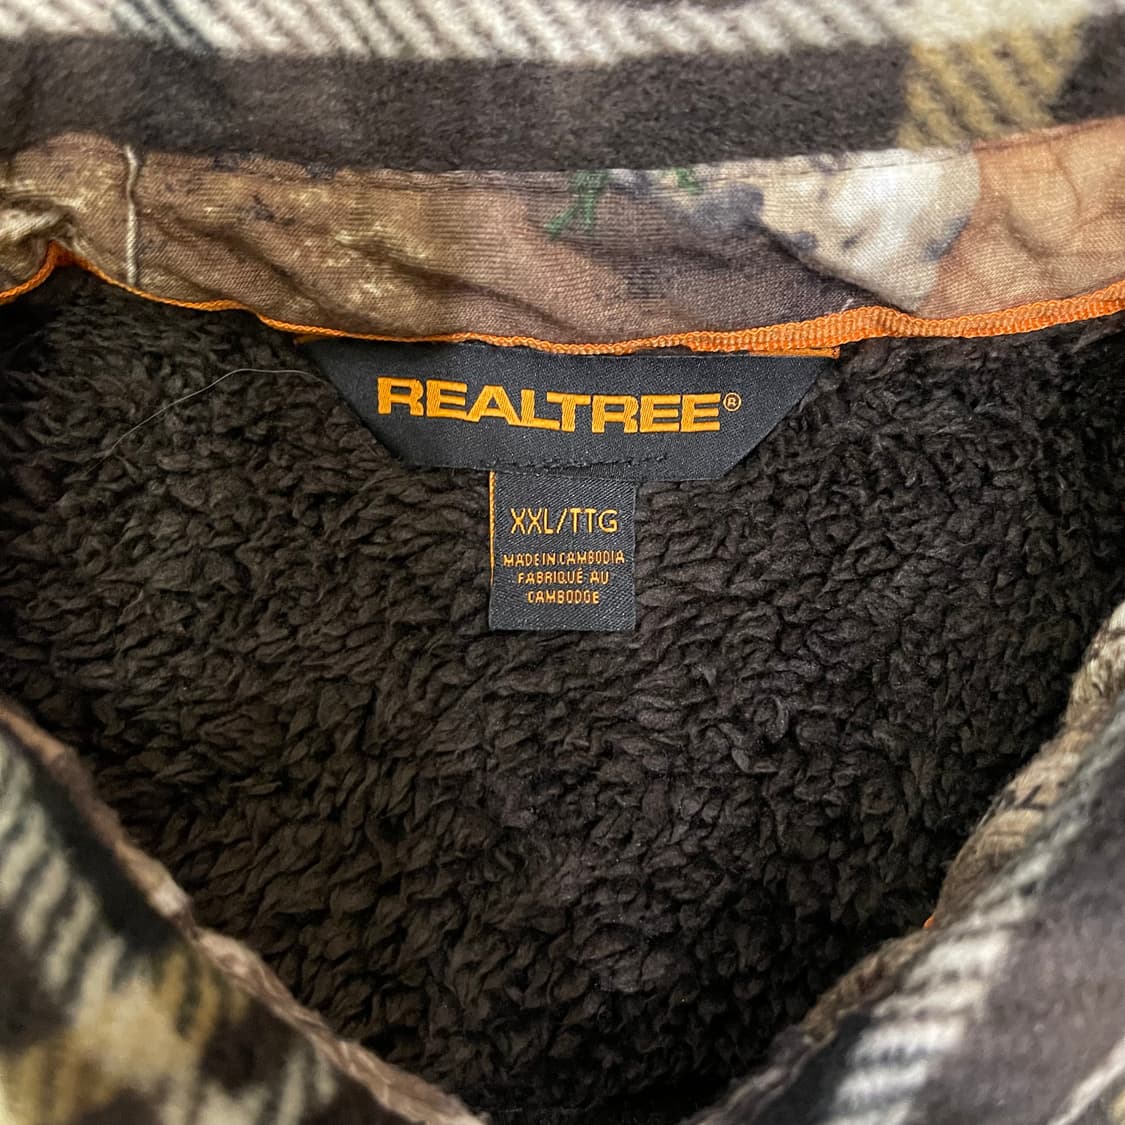 REALTREE®
XXL/TTG
MADE IN CAMBODIA
FABRIQUÉ AU
CAMBODGE